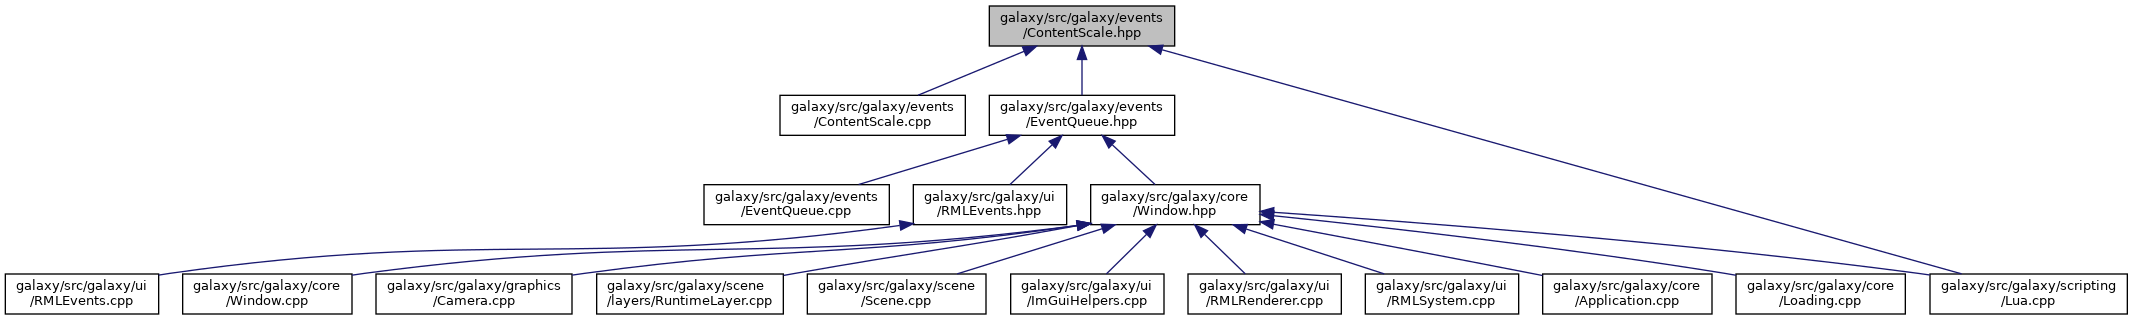 galaxy/src/galaxy/events
/ContentScale.hpp
galaxy/src/galaxy/events
/ContentScale.cpp
galaxy/src/galaxy/events
/EventQueue.hpp
galaxy/src/galaxy/events
/EventQueue.cpp
galaxy/src/galaxy/ui
/RMLEvents.hpp
galaxy/src/galaxy/core
/Window.hpp
galaxy/src/galaxy/ui
/RMLEvents.cpp
galaxy/src/galaxy/core
/Window.cpp
galaxy/src/galaxy/graphics
/Camera.cpp
galaxy/src/galaxy/scene
/layers/RuntimeLayer.cpp
galaxy/src/galaxy/scene
/Scene.cpp
galaxy/src/galaxy/ui
/ImGuiHelpers.cpp
galaxy/src/galaxy/ui
/RMLRenderer.cpp
galaxy/src/galaxy/ui
/RMLSystem.cpp
galaxy/src/galaxy/core
/Application.cpp
galaxy/src/galaxy/core
/Loading.cpp
galaxy/src/galaxy/scripting
/Lua.cpp